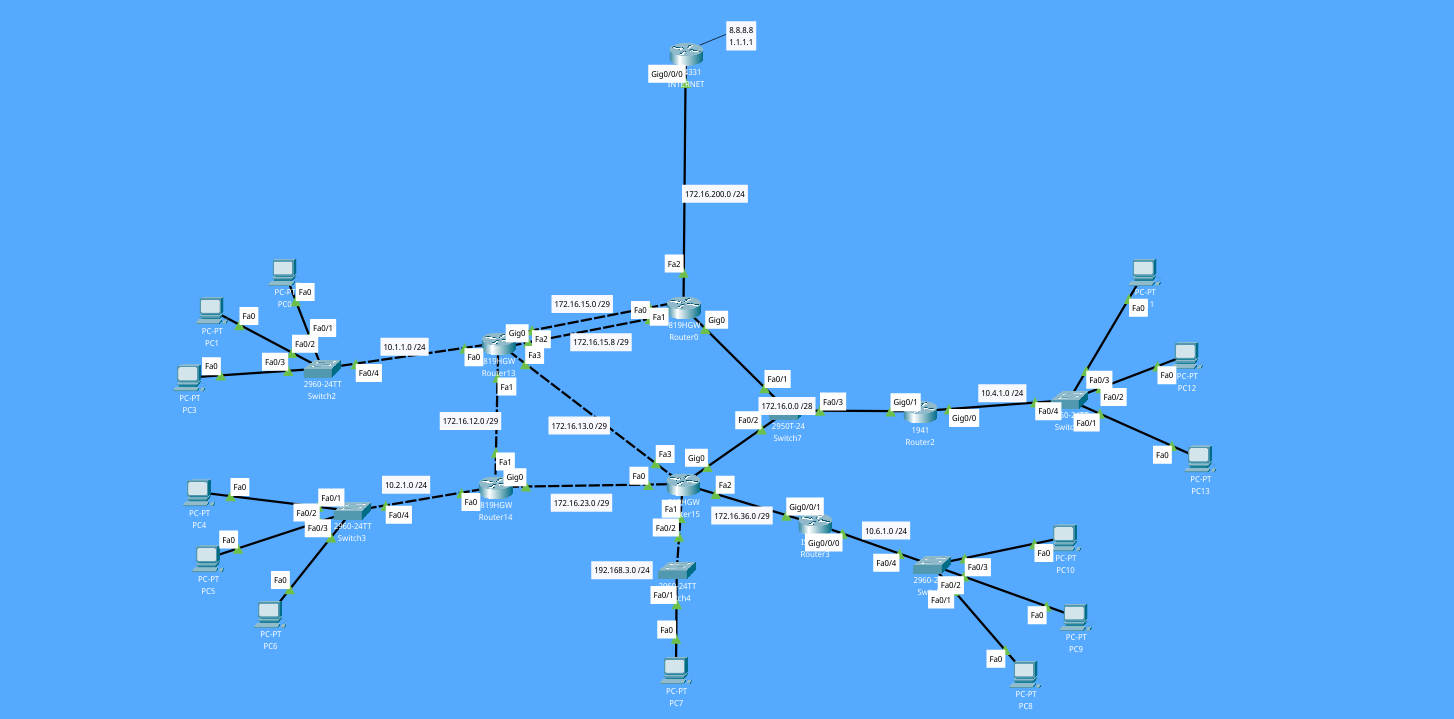 8.8.8.8
1.1.1.1
Gig0/0/0
INTERNET
172.16.200.0 /24
Fa2
172.16.15.0 /29
Fa0
Fa1
Gig0
819HGW
Router0
172.16.15.8 /29
Gig0
Fa2
Fa3
Fa0
819HGW
Router13
Fa1
PC-PT
PC0
Fa0
Fa0/1
PC-PT
PC1
Fa0
Fa0/2
PC-PT
PC3
Fa0
Fa0/3
10.1.1.0 /24
Fa0/4
2960-24TT
Switch2
172.16.12.0 /29
172.16.13.0 /29
Fa0/1
172.16.0.0 /28
Fa0/2
Fa0/3
2950T-24
Switch7
Gig0/1
Gig0/0
1941
Router2
10.4.1.0 /24
Fa0/4
Fa0/3
Fa0/2
Fa0/1
Fa0
PC-PT
Fa0
PC-PT
PC12
Fa0
PC-PT
PC13
Fa1
Gig0
Fa0
819HGW
Router14
172.16.23.0 /29
10.2.1.0 /24
Fa0/4
Fa0/1
Fa0/2
Fa0/3
2960-24TT
Switch3
Fa0
PC-PT
PC4
Fa0
PC-PT
PC5
Fa0
PC-PT
PC6
Fa3
Gig0
Fa0
Fa2
Fa1
172.16.36.0 /29
Gig0/0/1
Gig0/0/0
Router3
10.6.1.0 /24
Fa0/4
Fa0/3
Fa0/2
Fa0/1
Fa0
PC-PT
PC10
Fa0
PC-PT
PC9
Fa0
PC-PT
PC8
Fa0/2
192.168.3.0 /24
Fa0/1
Fa0
PC-PT
PC7